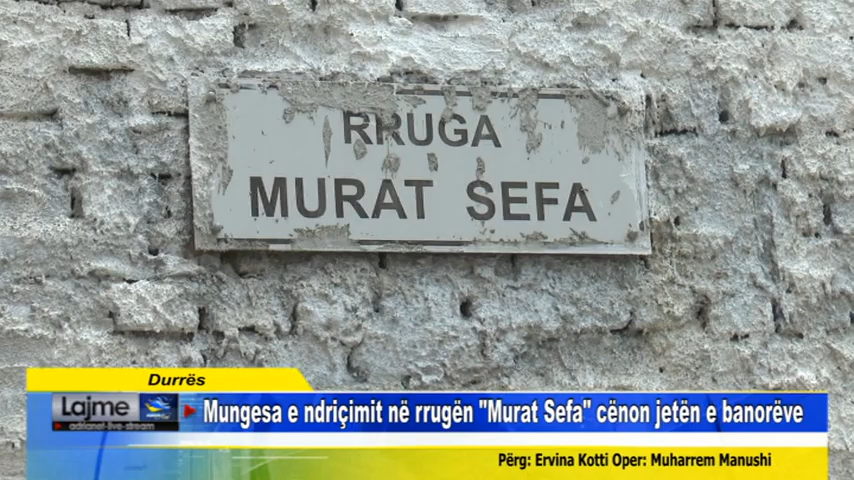 RRUGA
MURAT SEFA
Durrës
Lajme
adrianet-live-stream
Mungesa e ndriçimit në rrugën "Murat Sefa" cënon jetën e banorëve
Përg: Ervina Kotti Oper: Muharrem Manushi